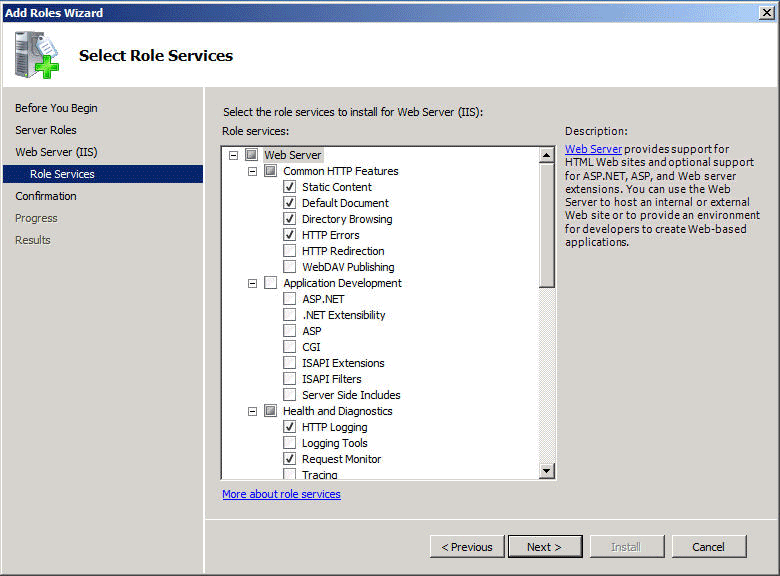 Add Roles Wizard
Select Role Services
Before You Begin
Server Roles
Web Server (IIS)
Role Services
Confirmation
Progress
Results
Select the role services to install for Web Server (IIS):
Role services:
Web Server
Common HTTP Features
Static Content
Default Document
Directory Browsing
HTTP Errors
HTTP Redirection
WebDAV Publishing
Application Development
ASP.NET
.NET Extensibility
ASP
CGI
ISAPI Extensions
ISAPI Filters
Server Side Includes
Health and Diagnostics
HTTP Logging
Logging Tools
Request Monitor
Tracing
More about role services
Description:
Web Server provides support for
HTML Web sites and optional support
for ASP.NET, ASP, and Web server
extensions. You can use the Web
Server to host an internal or external
Web site or to provide an environment
for developers to create Web-based
applications.
< Previous
Next >
Install
Cancel